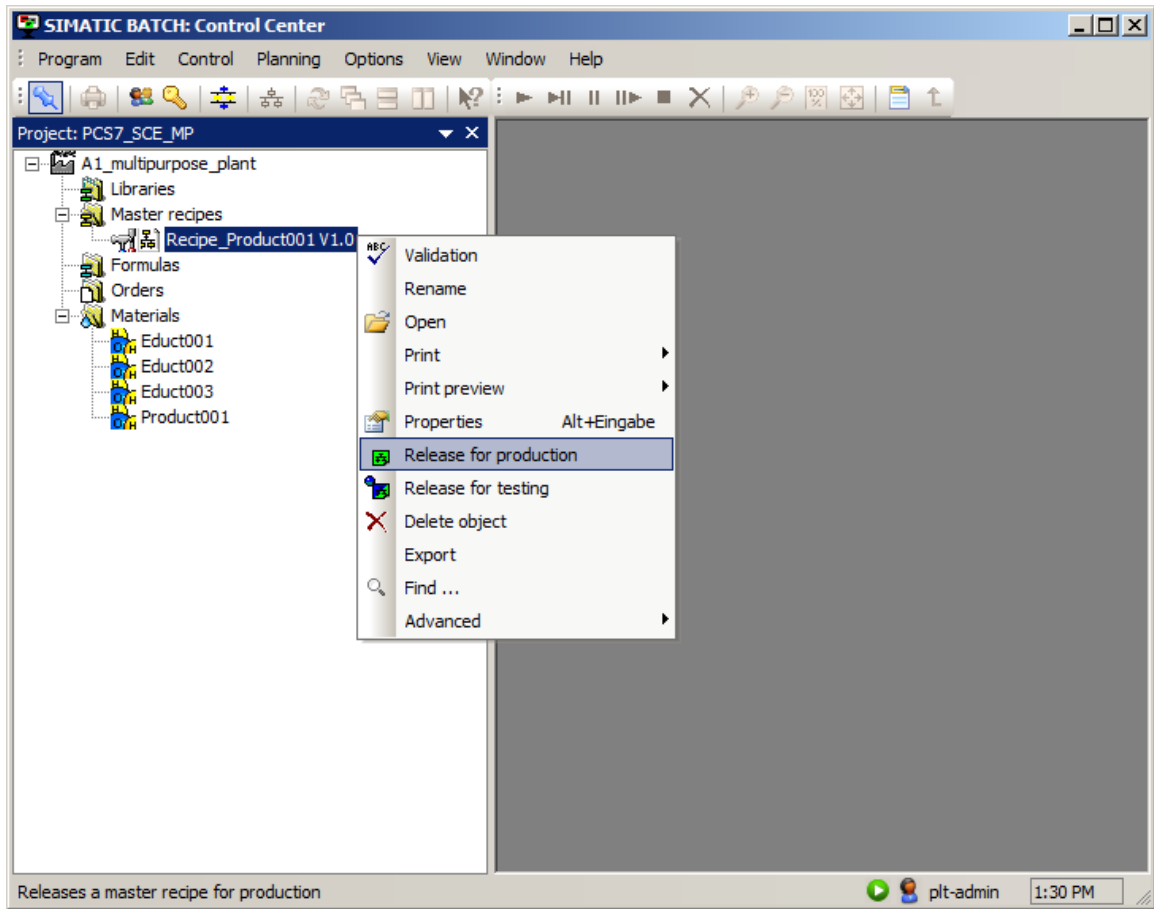 SIMATIC BATCH: Control Center
Program Edit Control Planning Options View Window Help
Project: PCS7_SCE_MP
A1_multipurpose_plant
Libraries
Master recipes
Recipe_Product001 V1.0
Formulas
Orders
Materials
Educt001
Educt002
Educt003
Product001
Validation
Rename
Open
Print
Print preview
Properties Alt+Eingabe
Release for production
Release for testing
Delete object
Export
Find ...
Advanced
Releases a master recipe for production plt-admin 1:30 PM